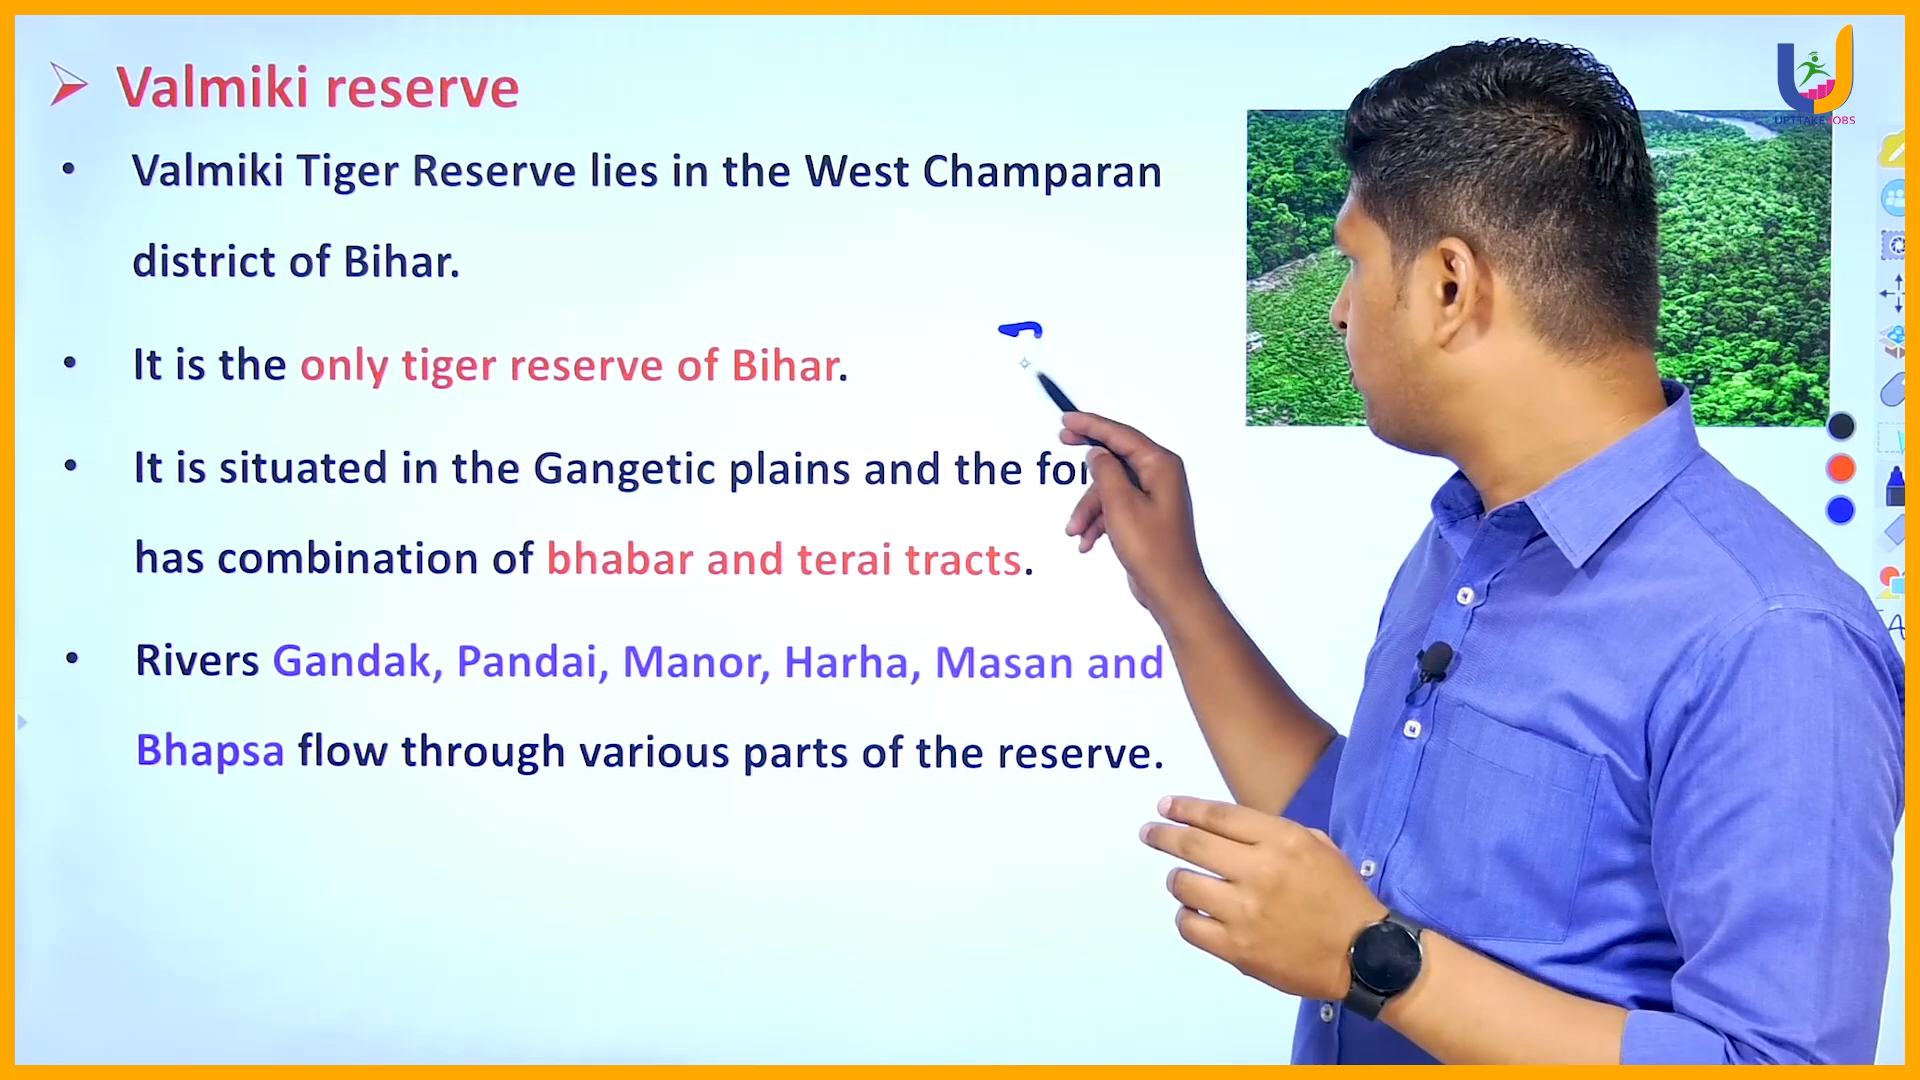 Valmiki reserve
UPTTAKE JOBS
• Valmiki Tiger Reserve lies in the West Champaran
district of Bihar.
• It is the only tiger reserve of Bihar.
• It is situated in the Gangetic plains and the
has combination of bhabar and terai tracts.
• Rivers Gandak, Pandai, Manor, Harha, Masan and
Bhapsa flow through various parts of the reserve.